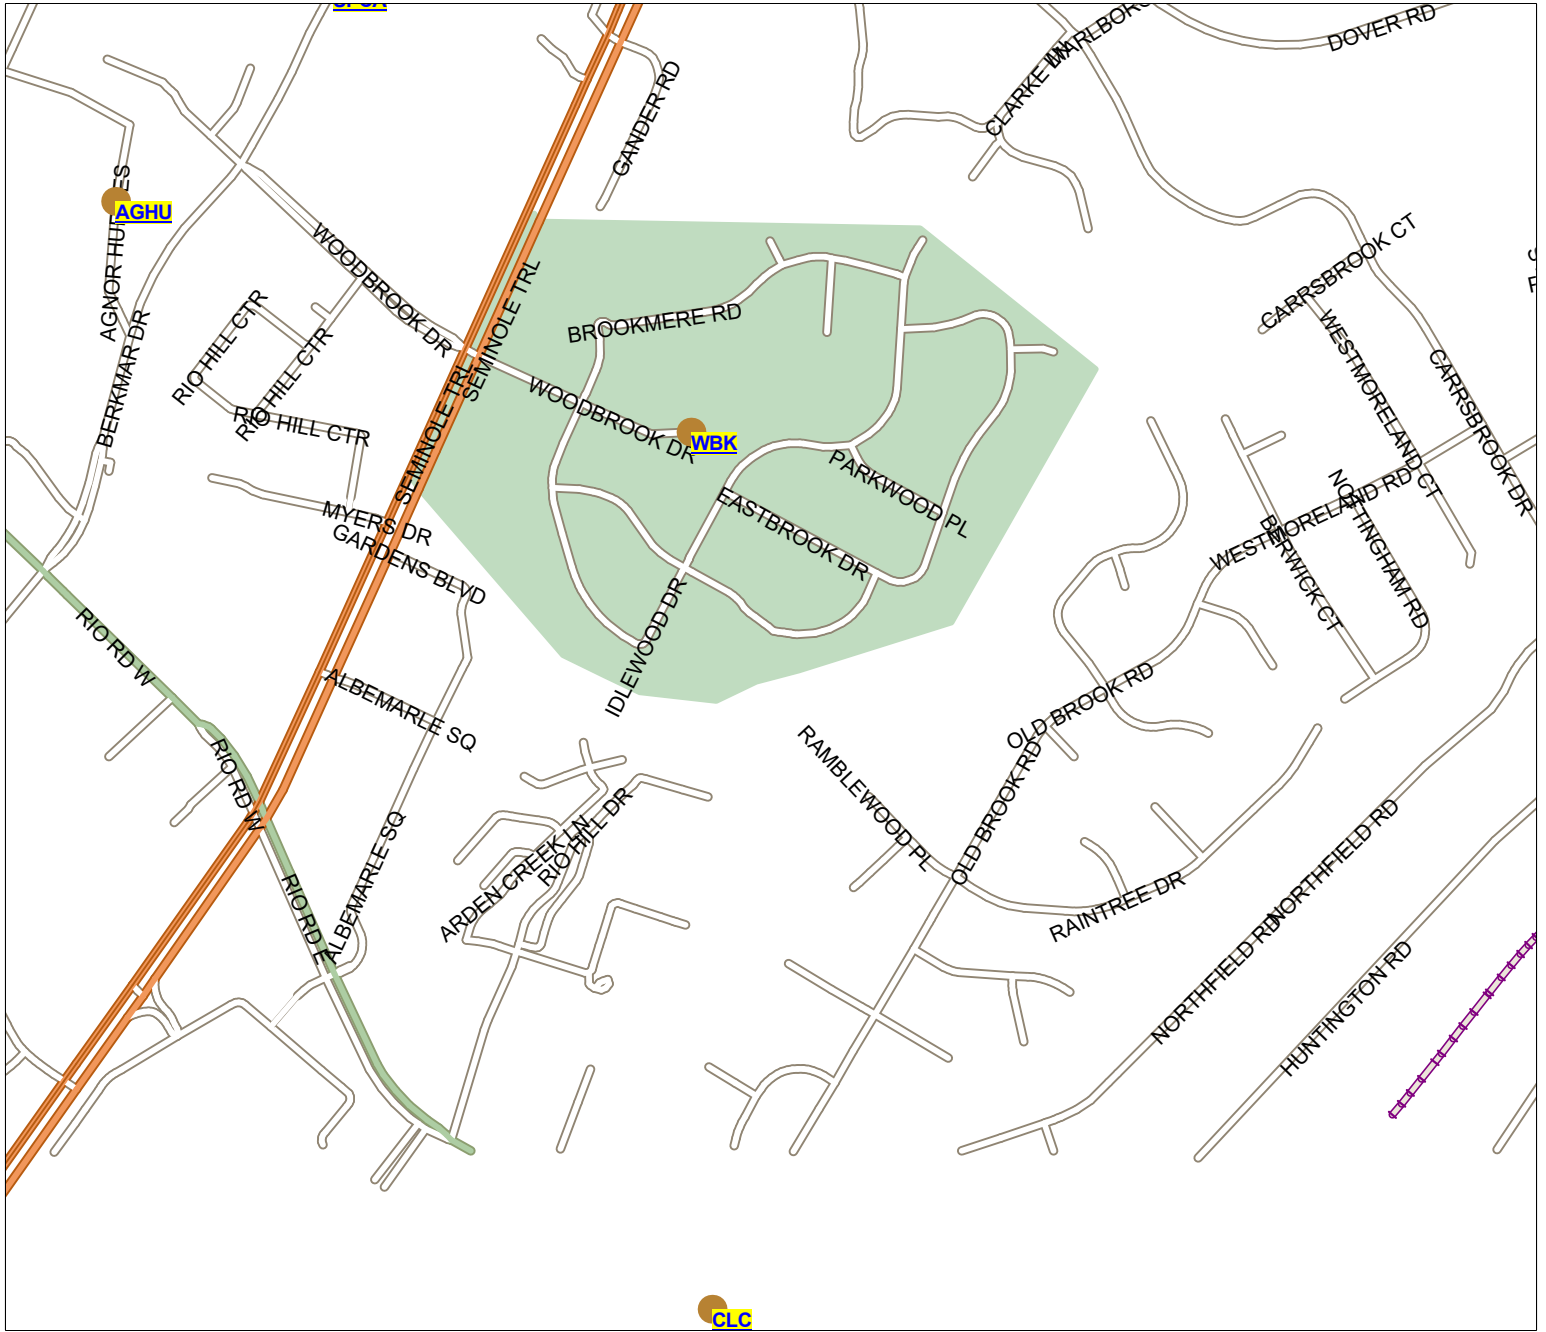 SPCA
DOVER RD
MARLBORO
CLARKE LN
GANDER RD
AGHU
WOODBROOK DR
CARRSBROOK CT
SEMINOLE TRL
BROOKMERE RD
RIO HILL CTR
BERKMAR DR
RIO HILL CTR
WESTMORELAND CT
CARRSBROOK DR
SEMINOLE TRL
WOODBROOK DR
WBK
RIO HILL CTR
PARKWOOD PL
EASTBROOK DR
WESTMORELAND RD
NOTTINGHAM RD
BERWICK CT
MYERS DR
GARDENS BLVD
RIO RD W
IDLEWOOD DR
ALBEMARLE SQ
OLD BROOK RD
RAMBLEWOOD PL
OLD BROOK RD
RIO RD W
RIO HILL DR
ARDEN CREEK LN
ALBEMARLE SQ
NORTHFIELD RD
RAINTREE DR
RIO RD E
NORTHFIELD RD
HUNTINGTON RD
CLC